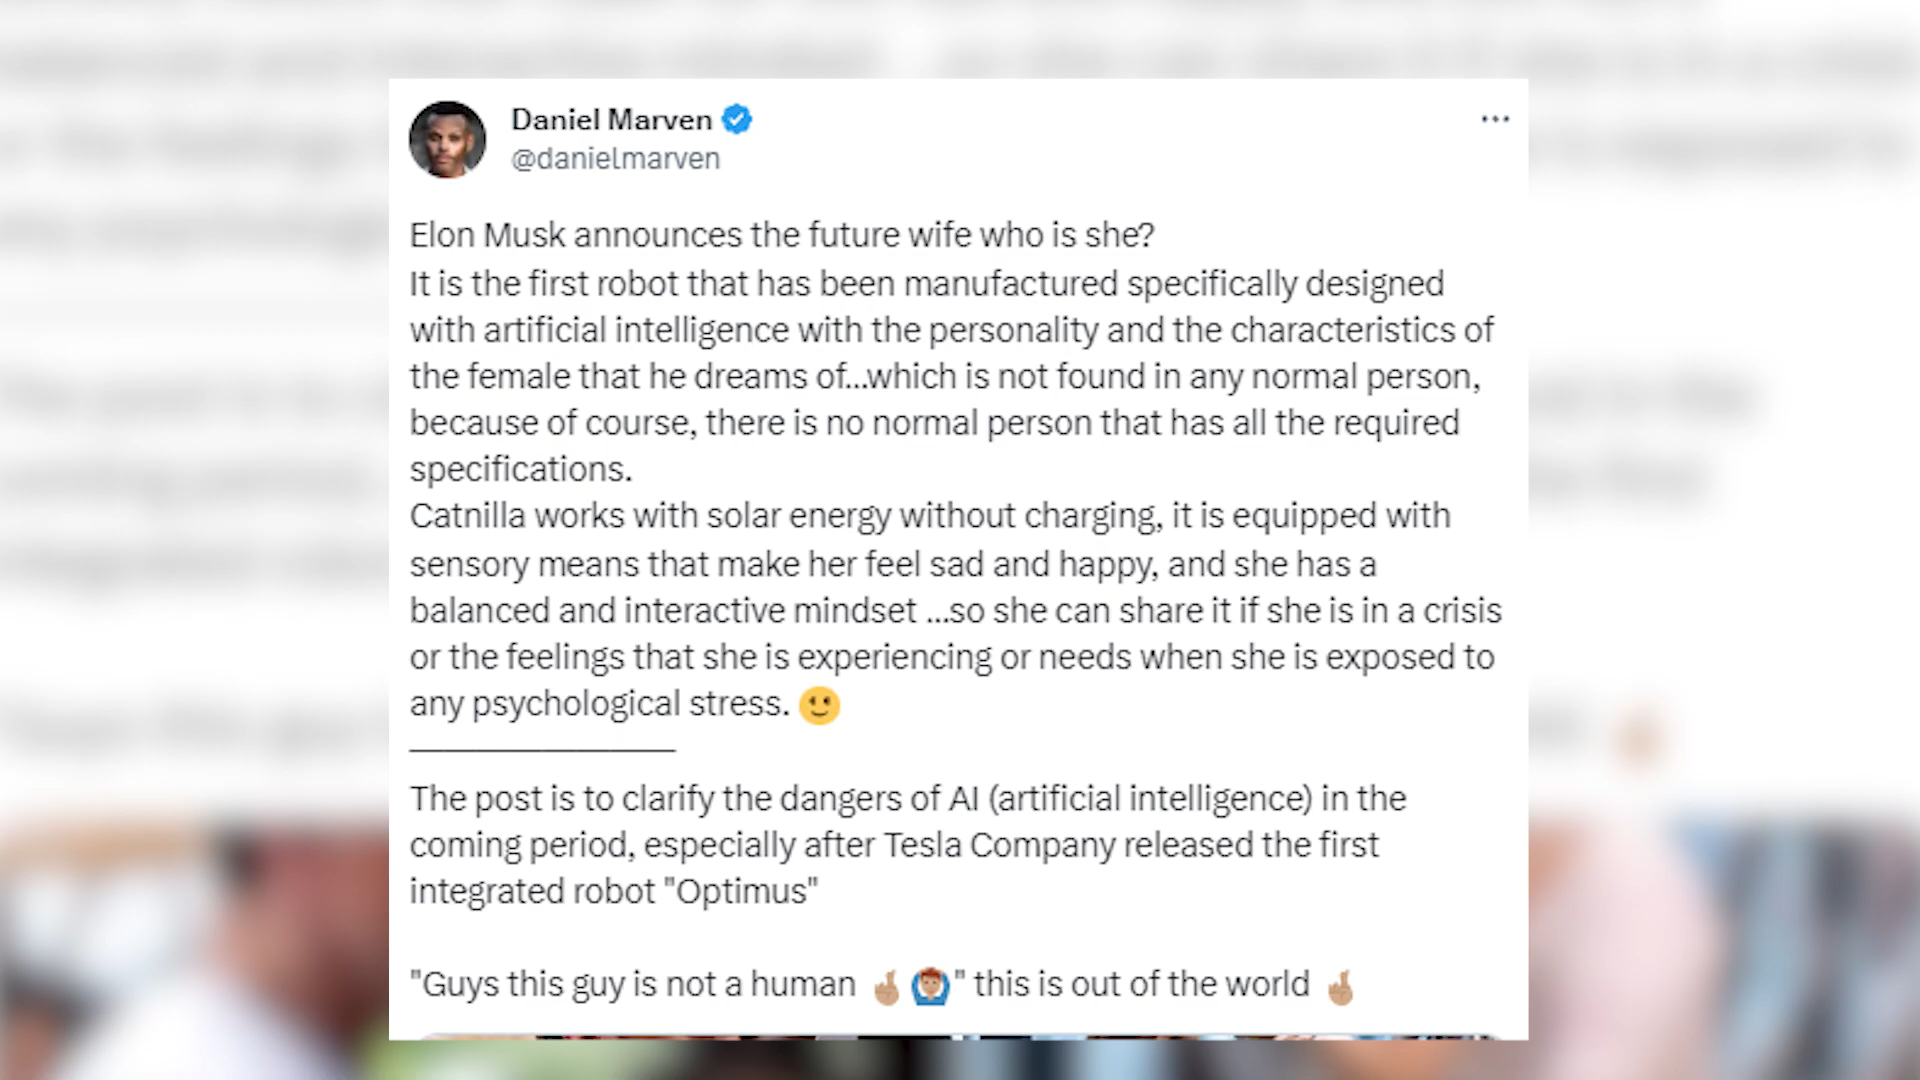 Daniel Marven
@danielmarven
Elon Musk announces the future wife who is she?
It is the first robot that has been manufactured specifically designed
with artificial intelligence with the personality and the characteristics of
the female that he dreams of...which is not found in any normal person,
because of course, there is no normal person that has all the required
specifications.
Catnilla works with solar energy without charging, it is equipped with
sensory means that make her feel sad and happy, and she has a
balanced and interactive mindset ...so she can share it if she is in a crisis
or the feelings that she is experiencing or needs when she is exposed to
any psychological stress. 🙂
The post is to clarify the dangers of AI (artificial intelligence) in the
coming period, especially after Tesla Company released the first
integrated robot "Optimus"
"Guys this guy is not a human 🤞🏽🙆🏽‍♂️" this is out of the world 🤞🏽